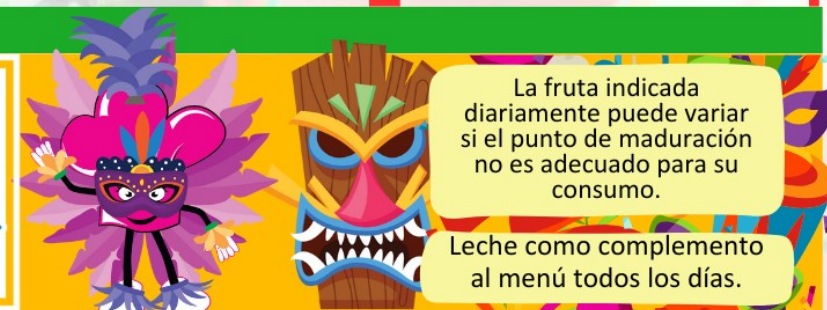 La fruta indicada
diariamente puede variar
si el punto de maduración
no es adecuado para su
consumo.
Leche como complemento
al menú todos los días.